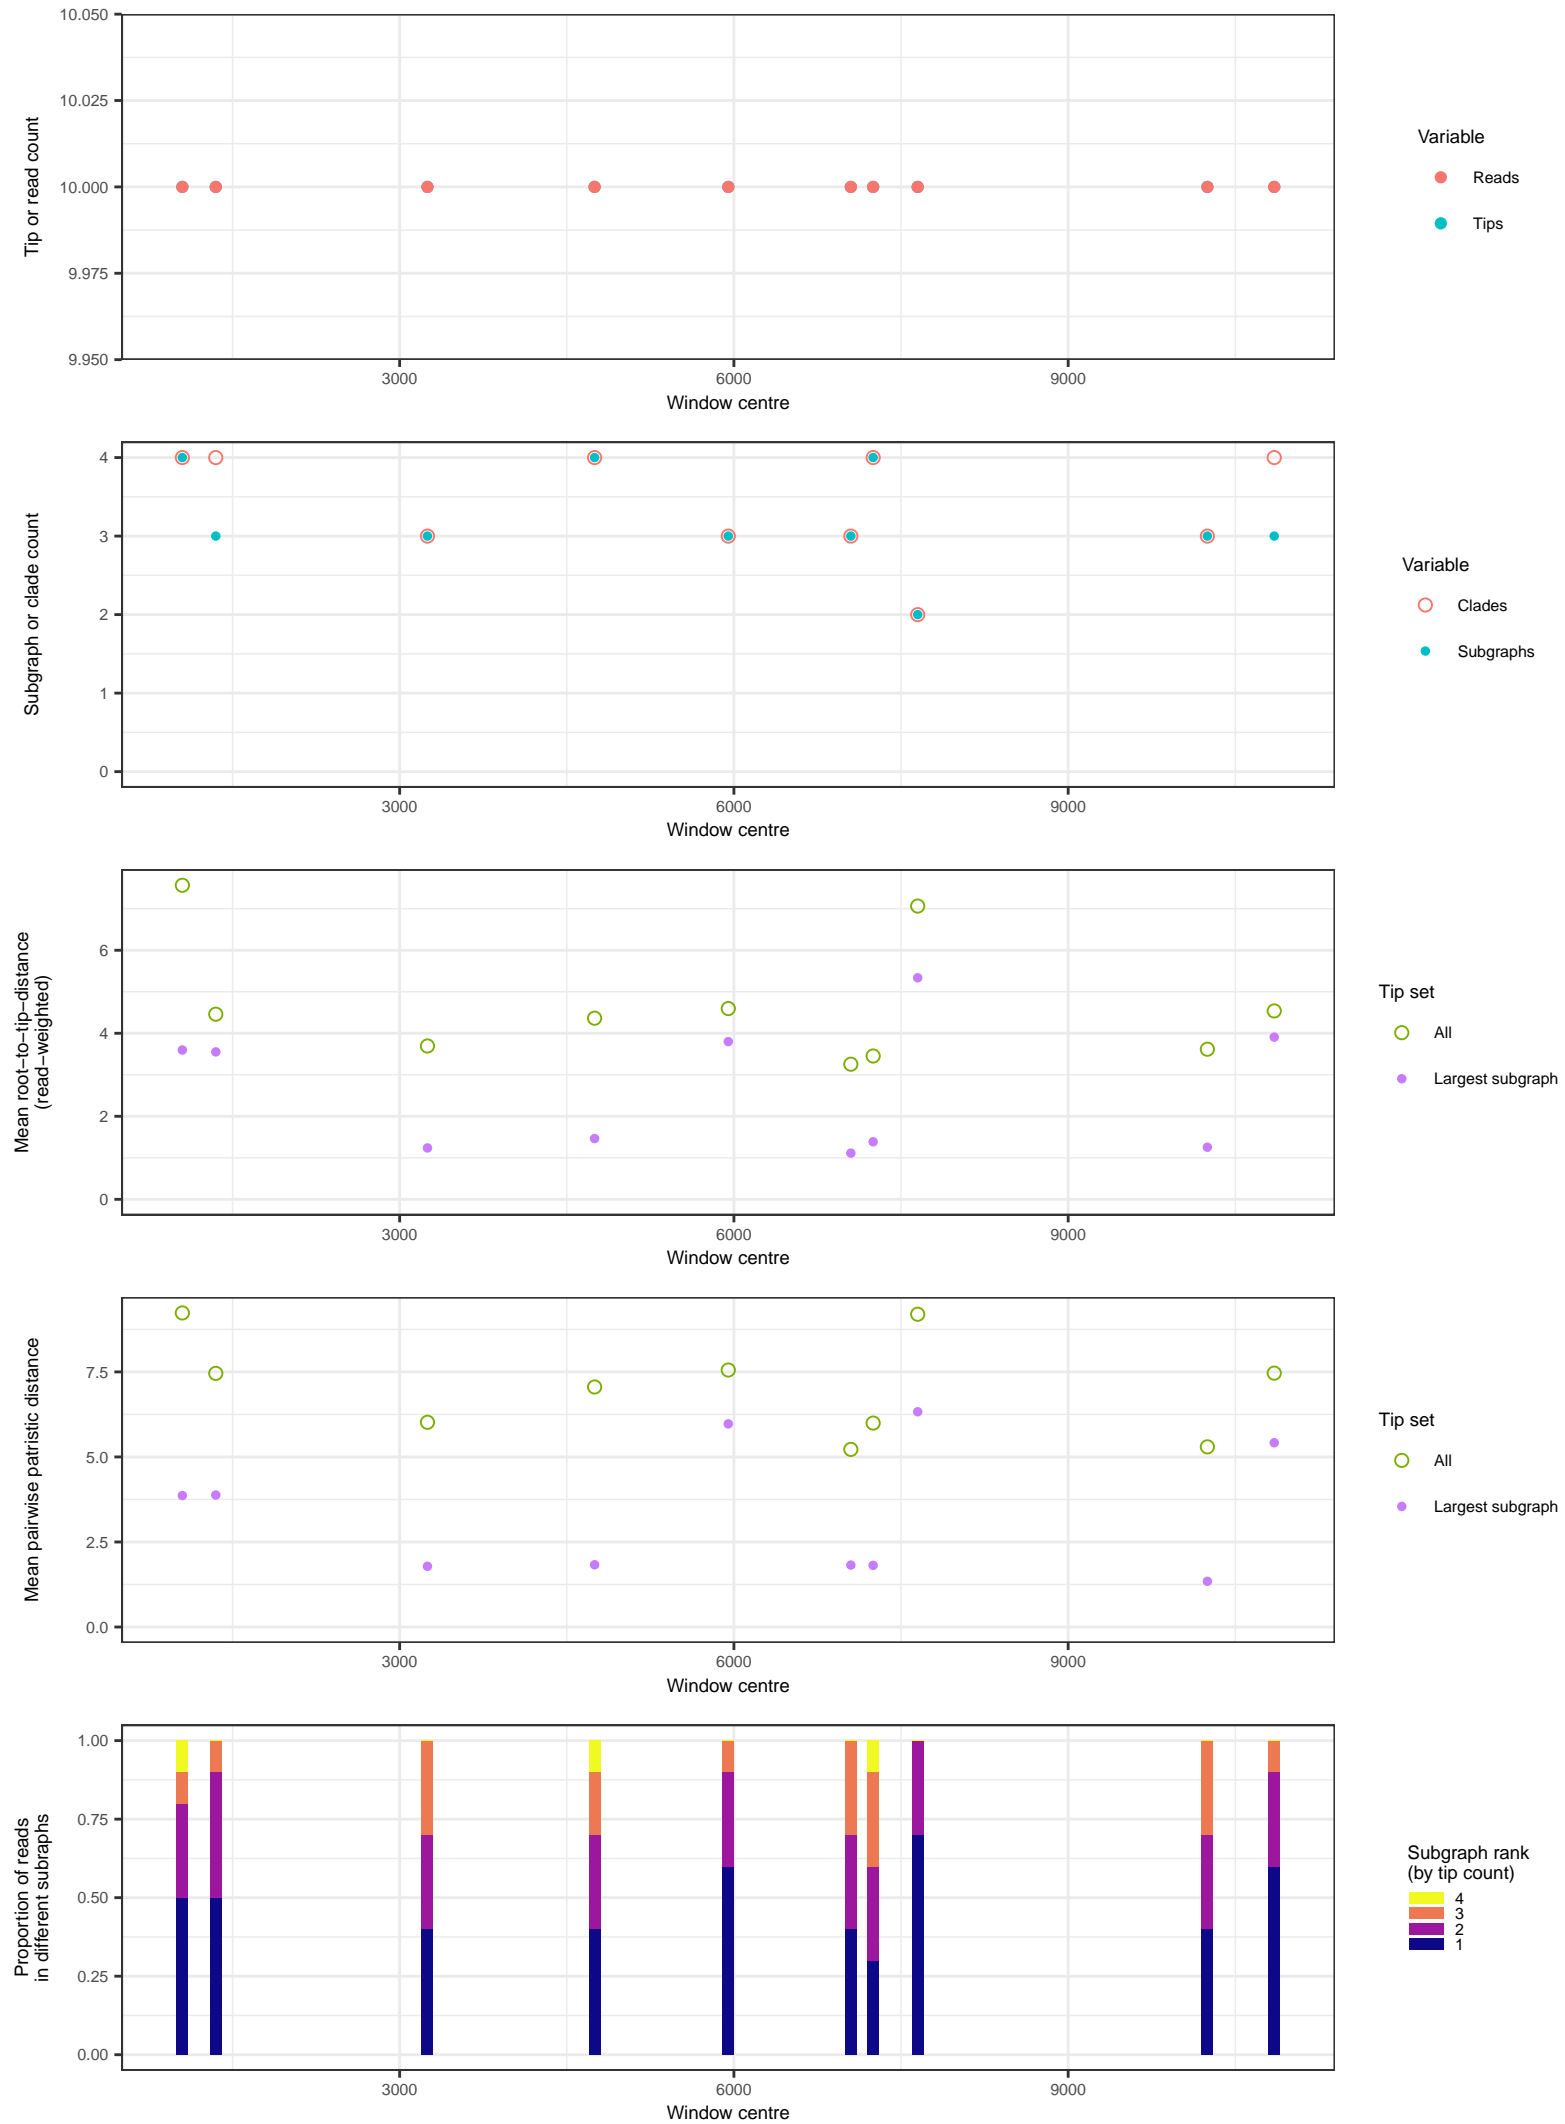 10.050
10.025
10.000
9.975
9.950
Tip or read count
3000
6000
9000
Window centre
Variable
Reads
Tips
4
3
2
1
0
Subgraph or clade count
3000
6000
9000
Window centre
Variable
Clades
Subgraphs
6
4
2
0
Mean root−to−tip−distance
(read−weighted)
3000
6000
9000
Window centre
Tip set
All
Largest subgraph
7.5
5.0
2.5
0.0
Mean pairwise patristic distance
3000
6000
9000
Window centre
Tip set
All
Largest subgraph
1.00
0.75
0.50
0.25
0.00
Proportion of reads
in different subraphs
3000
6000
9000
Window centre
Subgraph rank
(by tip count)
4
3
2
1